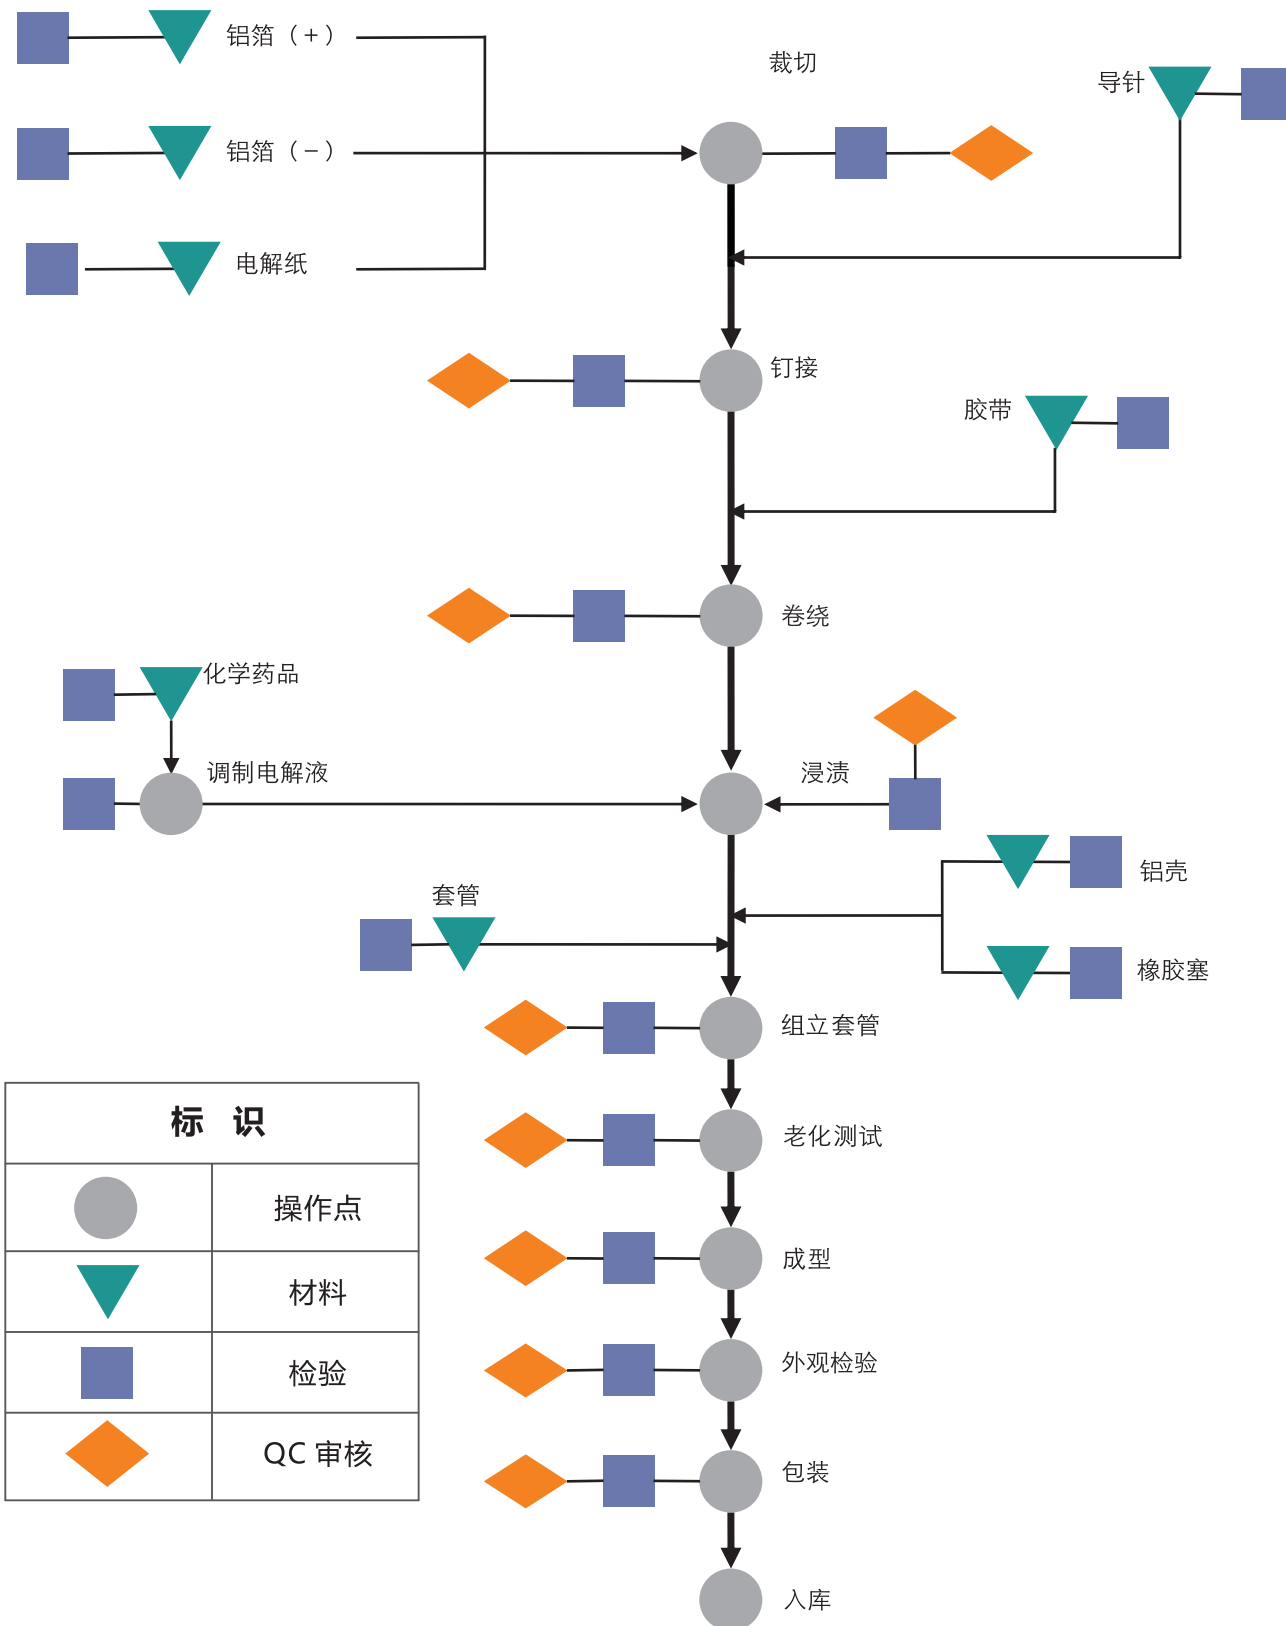 铝箔（+）
裁切
导针
铝箔（−）
电解纸
钉接
胶带
卷绕
化学药品
调制电解液
浸渍
铝壳
套管
橡胶塞
组立套管
老化测试
成型
外观检验
包装
入库
标 识
操作点
材料
检验
QC 审核